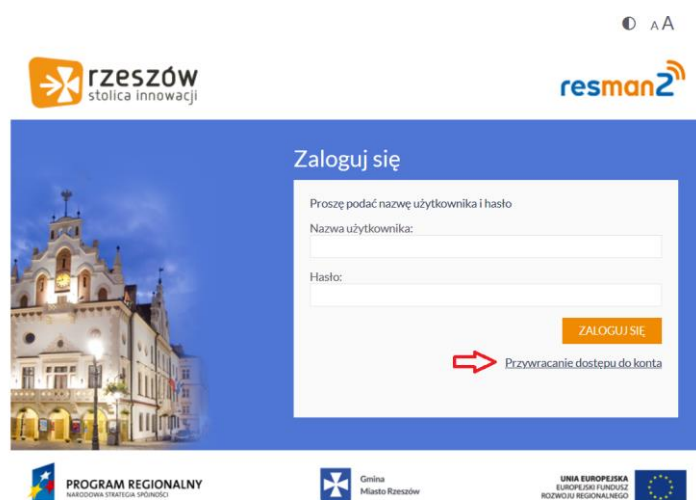 A A
rzeszów
stolica innowacji
resman2
Zaloguj się
Proszę podać nazwę użytkownika i hasło
Nazwa użytkownika:
Hasło:
ZALOGUJ SIĘ
Przywracanie dostępu do konta
PROGRAM REGIONALNY
NARODOWA STRATEGIA SPÓJNOŚCI
Gmina
Miasto Rzeszów
UNIA EUROPEJSKA
EUROPEJSKI FUNDUSZ
ROZWOJU REGIONALNEGO